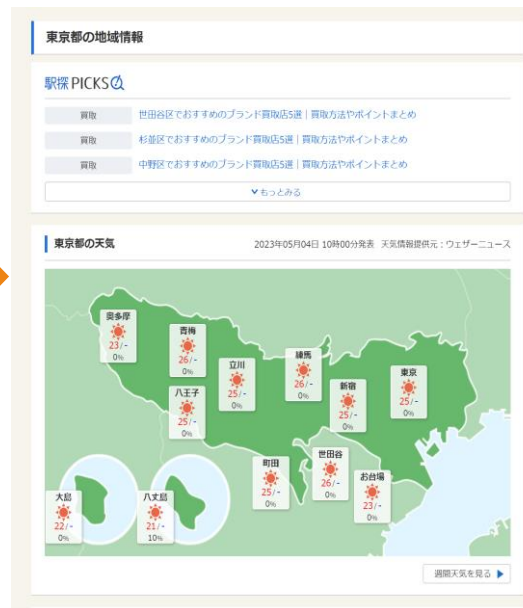 東京都の地域情報
駅探 PICKS
買取 世田谷区でおすすめのブランド買取店5選｜買取方法やポイントまとめ
買取 杉並区でおすすめのブランド買取店5選｜買取方法やポイントまとめ
買取 中野区でおすすめのブランド買取店5選｜買取方法やポイントまとめ
もっとみる
東京都の天気 2023年05月04日 10時00分発表 天気情報提供元：ウェザーニュース
奥多摩
23/-
0%
青梅
26/-
0%
立川
25/-
0%
八王子
25/-
0%
練馬
26/-
0%
新宿
25/-
0%
東京
25/-
0%
町田
25/-
0%
世田谷
26/-
0%
お台場
23/-
0%
大島
22/-
0%
八丈島
21/-
10%
週間天気を見る